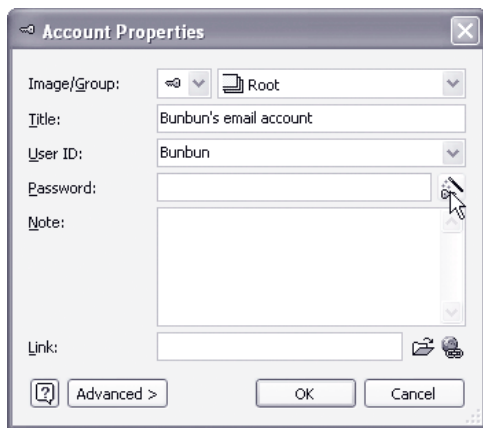 Account Properties
Image/Group: Root
Title: Bunbun's email account
User ID: Bunbun
Password:
Note:
Link:
? Advanced > OK Cancel